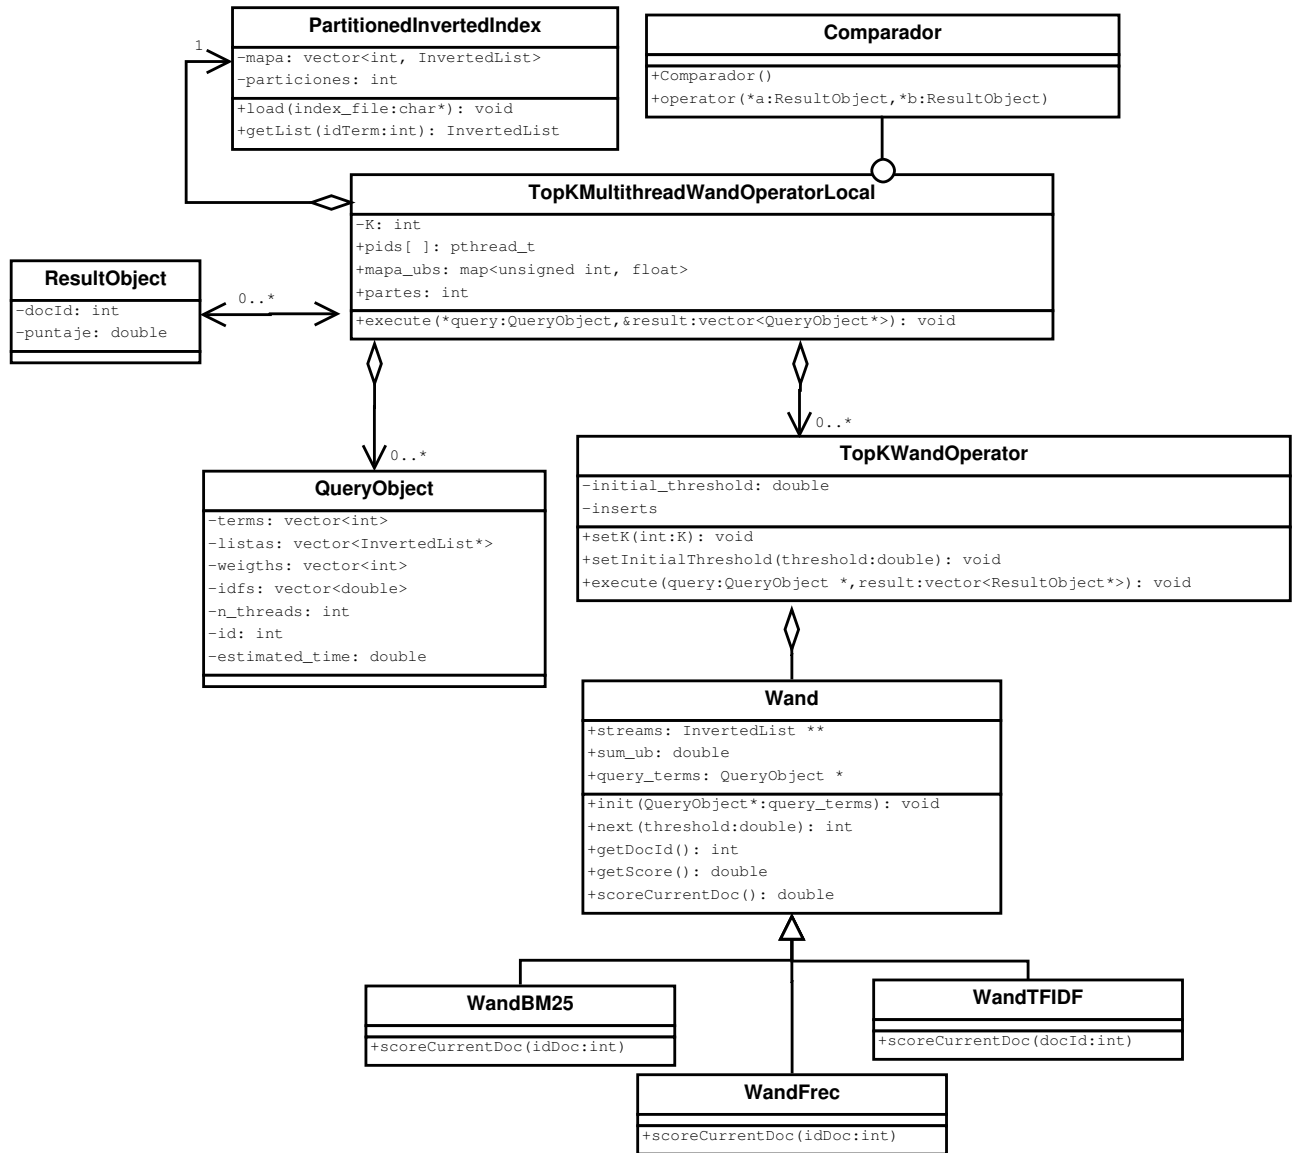 PartitionedInvertedIndex
-mapa: vector<int, InvertedList>
-particiones: int
+load(index_file:char*): void
+getList(idTerm:int): InvertedList
1
Comparador
+Comparador()
+operator(*a:ResultObject,*b:ResultObject)
TopKMultithreadWandOperatorLocal
-K: int
+pids[ ]: pthread_t
+mapa_ubs: map<unsigned int, float>
+partes: int
+execute(*query:QueryObject,&result:vector<QueryObject*>): void
ResultObject
-docId: int
-puntaje: double
0..*
0..*
0..*
QueryObject
-terms: vector<int>
-listas: vector<InvertedList*>
-weigths: vector<int>
-idfs: vector<double>
-n_threads: int
-id: int
-estimated_time: double
TopKWandOperator
-initial_threshold: double
-inserts
+setK(int:K): void
+setInitialThreshold(threshold:double): void
+execute(query:QueryObject *,result:vector<ResultObject*>): void
Wand
+streams: InvertedList **
+sum_ub: double
+query_terms: QueryObject *
+init(QueryObject*:query_terms): void
+next(threshold:double): int
+getDocId(): int
+getScore(): double
+scoreCurrentDoc(): double
WandBM25
+scoreCurrentDoc(idDoc:int)
WandTFIDF
+scoreCurrentDoc(docId:int)
WandFrec
+scoreCurrentDoc(idDoc:int)